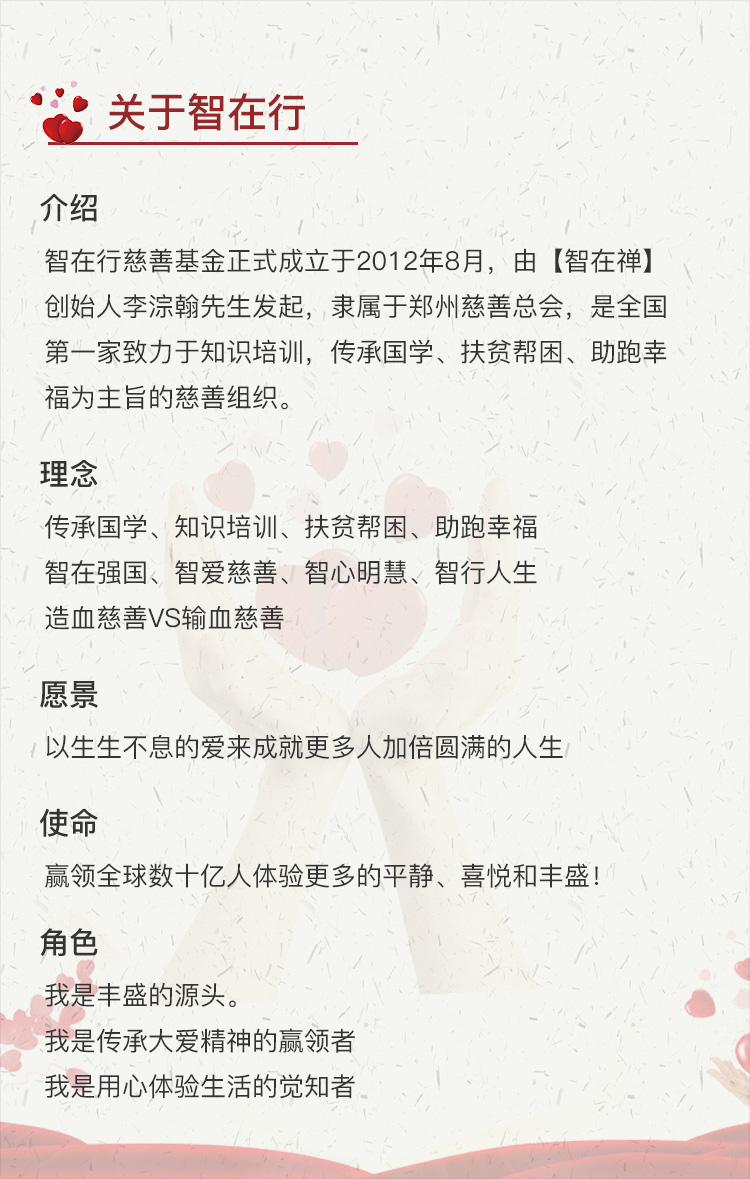 关于智在行
介绍
智在行慈善基金正式成立于2012年8月，由【智在禅】
创始人李淙翰先生发起，隶属于郑州慈善总会，是全国
第一家致力于知识培训，传承国学、扶贫帮困、助跑幸
福为主旨的慈善组织。
理念
传承国学、知识培训、扶贫帮困、助跑幸福
智在强国、智爱慈善、智心明慧、智行人生
造血慈善VS输血慈善
愿景
以生生不息的爱来成就更多人加倍圆满的人生
使命
赢领全球数十亿人体验更多的平静、喜悦和丰盛！
角色
我是丰盛的源头。
我是传承大爱精神的赢领者
我是用心体验生活的觉知者